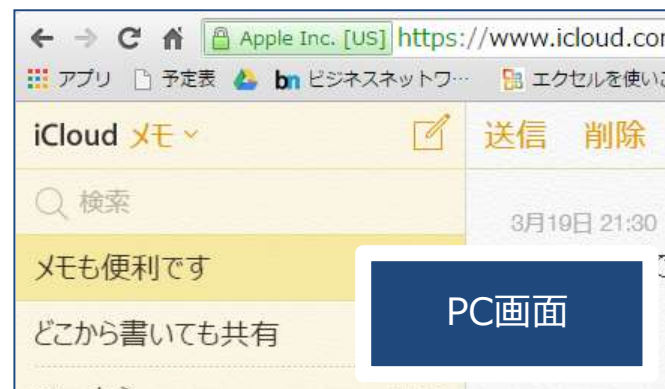 Apple Inc. [US] https://www.icloud.co
アプリ 予定表 bn ビジネスネットワ… エクセルを使い
iCloud メモ 送信 削除
検索
3月19日 21:30
メモも便利です
PC画面
どこから書いても共有